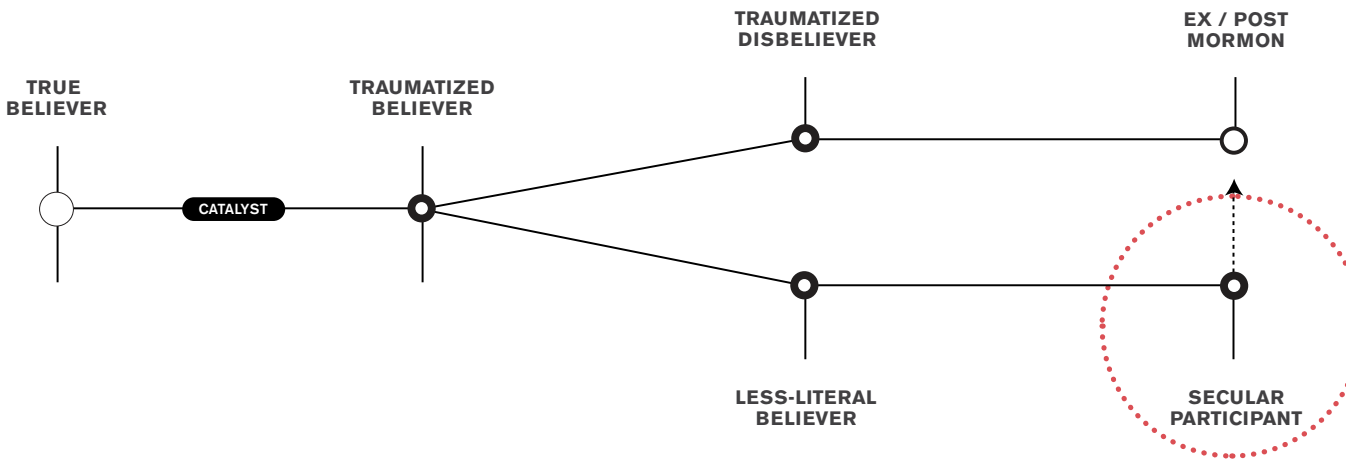 TRUE
BELIEVER
CATALYST
TRAUMATIZED
BELIEVER
TRAUMATIZED
DISBELIEVER
EX / POST
MORMON
LESS-LITERAL
BELIEVER
SECULAR
PARTICIPANT